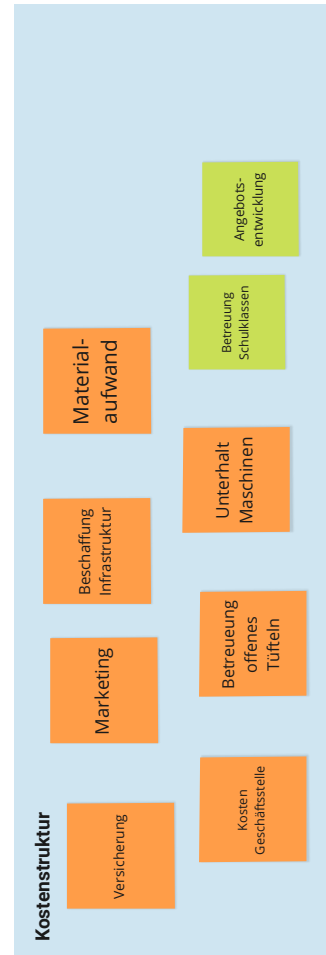 Kostenstruktur
Versicherung
Marketing
Beschaffung
Infrastruktur
Material-
aufwand
Kosten
Geschäftsstelle
Betreueung
offenes
Tüfteln
Unterhalt
Maschinen
Betreuung
Schulklassen
Angebots-
entwicklung